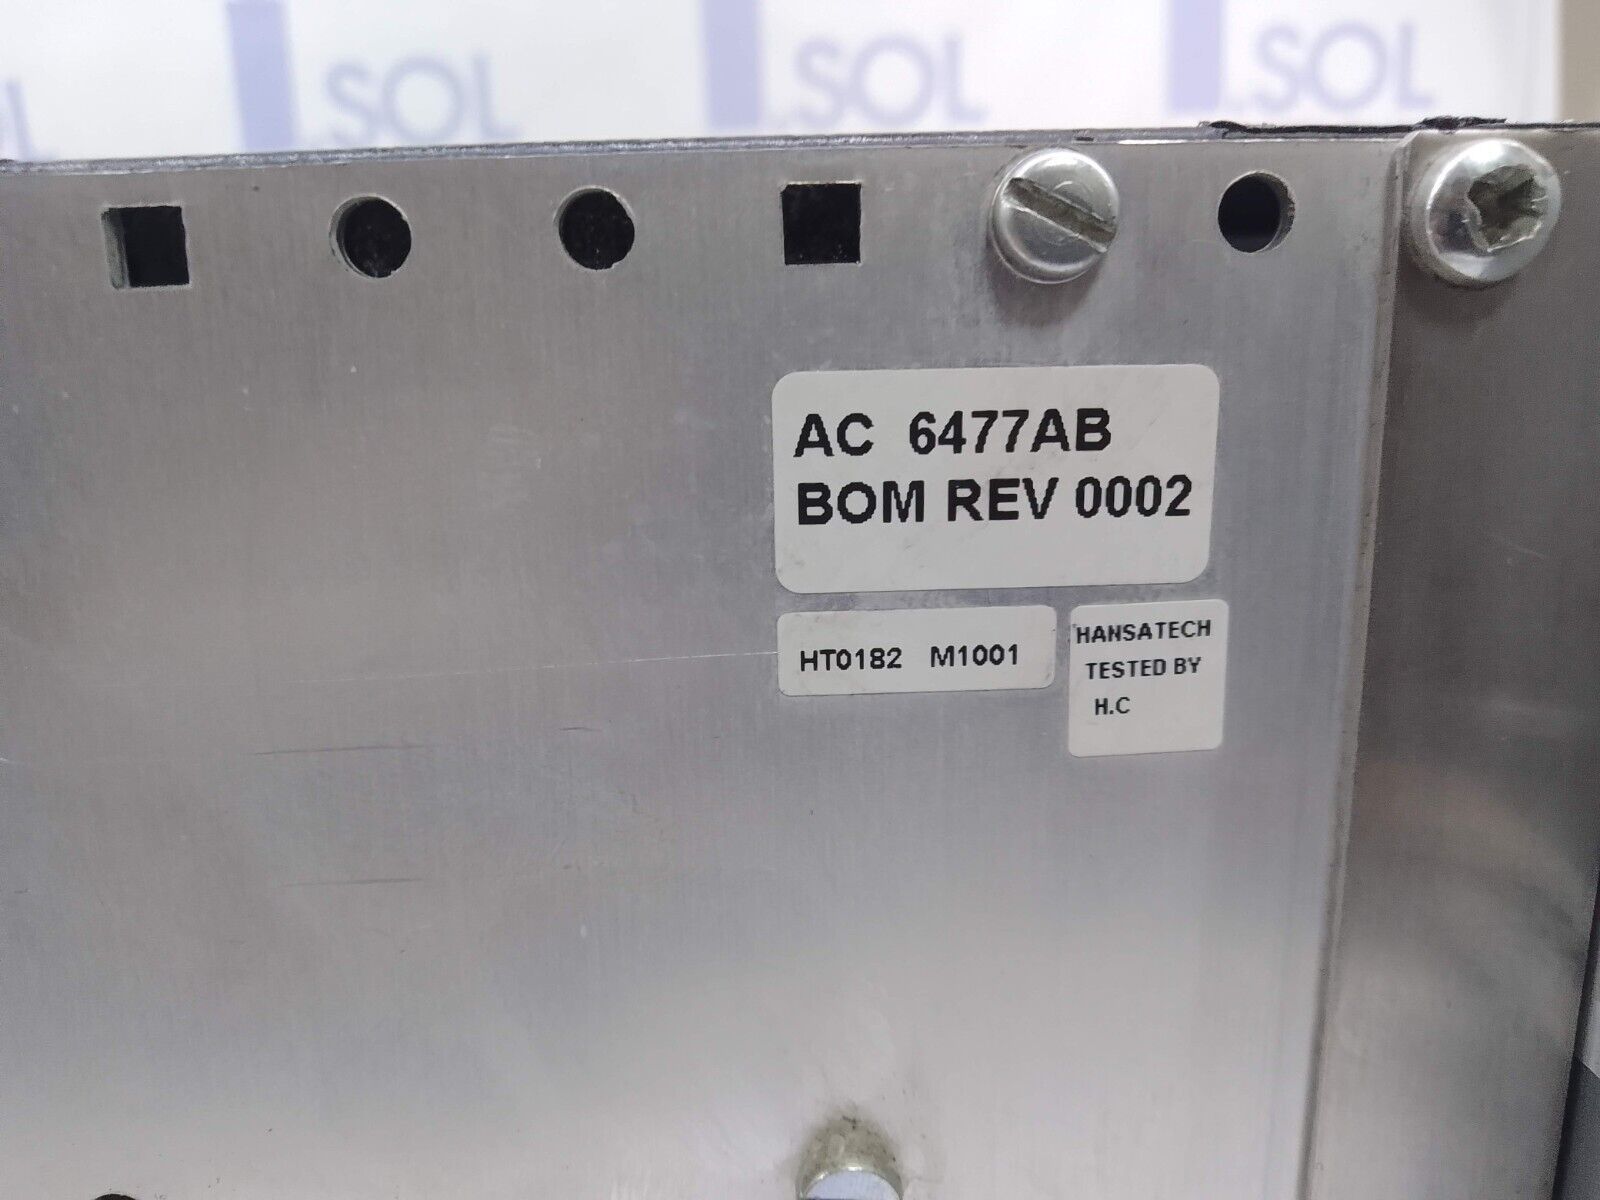 .SOL
.SOL
.SOL
AC 6477AB
BOM REV 0002
HT0182 M1001
HANSATECH
TESTED BY
H.C